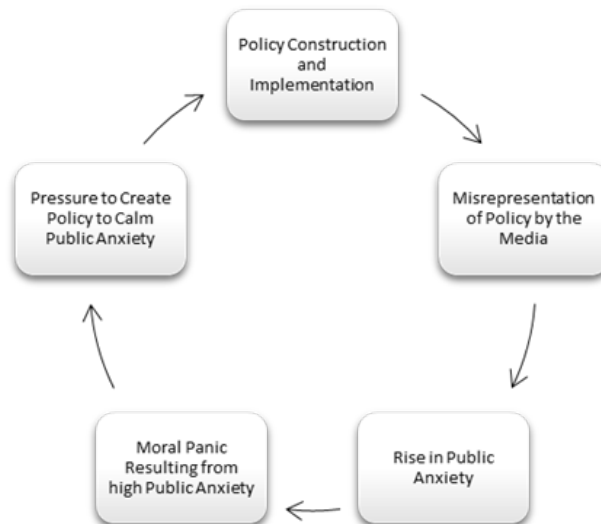 Policy Construction
and
Implementation
Misrepresentation
of Policy by the
Media
Rise in Public
Anxiety
Moral Panic
Resulting from
high Public Anxiety
Pressure to Create
Policy to Calm
Public Anxiety